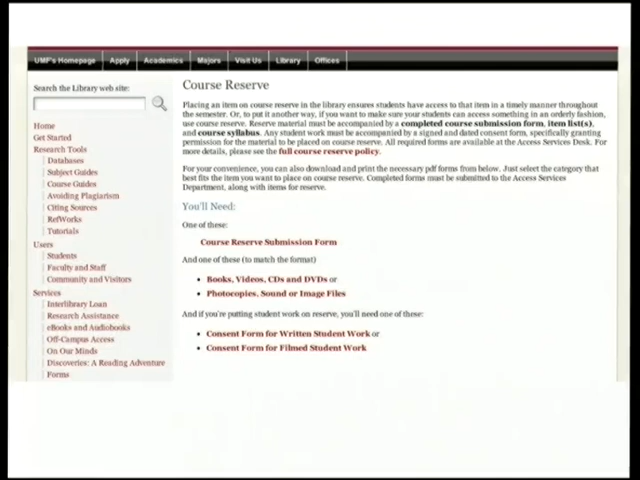 UMF's Homepage Apply Academics Majors Visit Us Library Offices
Search the Library web site:
Home
Get Started
Research Tools
Databases
Subject Guides
Course Guides
Avoiding Plagiarism
Citing Sources
RefWorks
Tutorials
Users
Students
Faculty and Staff
Community and Visitors
Services
Interlibrary Loan
Research Assistance
eBooks and Audiobooks
Off-Campus Access
On Our Minds
Discoveries: A Reading Adventure
Forms
Course Reserve
Placing an item on course reserve in the library ensures students have access to that item in a timely manner throughout
the semester. Or, to put it another way, if you want to make sure your students can access something in an orderly fashion,
use course reserve. Reserve material must be accompanied by a completed course submission form, item list(s),
and course syllabus. Any student work must be accompanied by a signed and dated consent form, specifically granting
permission for the material to be placed on course reserve. All required forms are available at the Access Services Desk. For
more details, please see the full course reserve policy.
For your convenience, you can also download and print the necessary pdf forms from below. Just select the category that
best fits the item you want to place on course reserve. Completed forms must be submitted to the Access Services
Department, along with items for reserve.
You'll Need:
One of these:
Course Reserve Submission Form
And one of these (to match the format)
• Books, Videos, CDs and DVDs or
• Photocopies, Sound or Image Files
And if you're putting student work on reserve, you'll need one of these:
• Consent Form for Written Student Work or
• Consent Form for Filmed Student Work